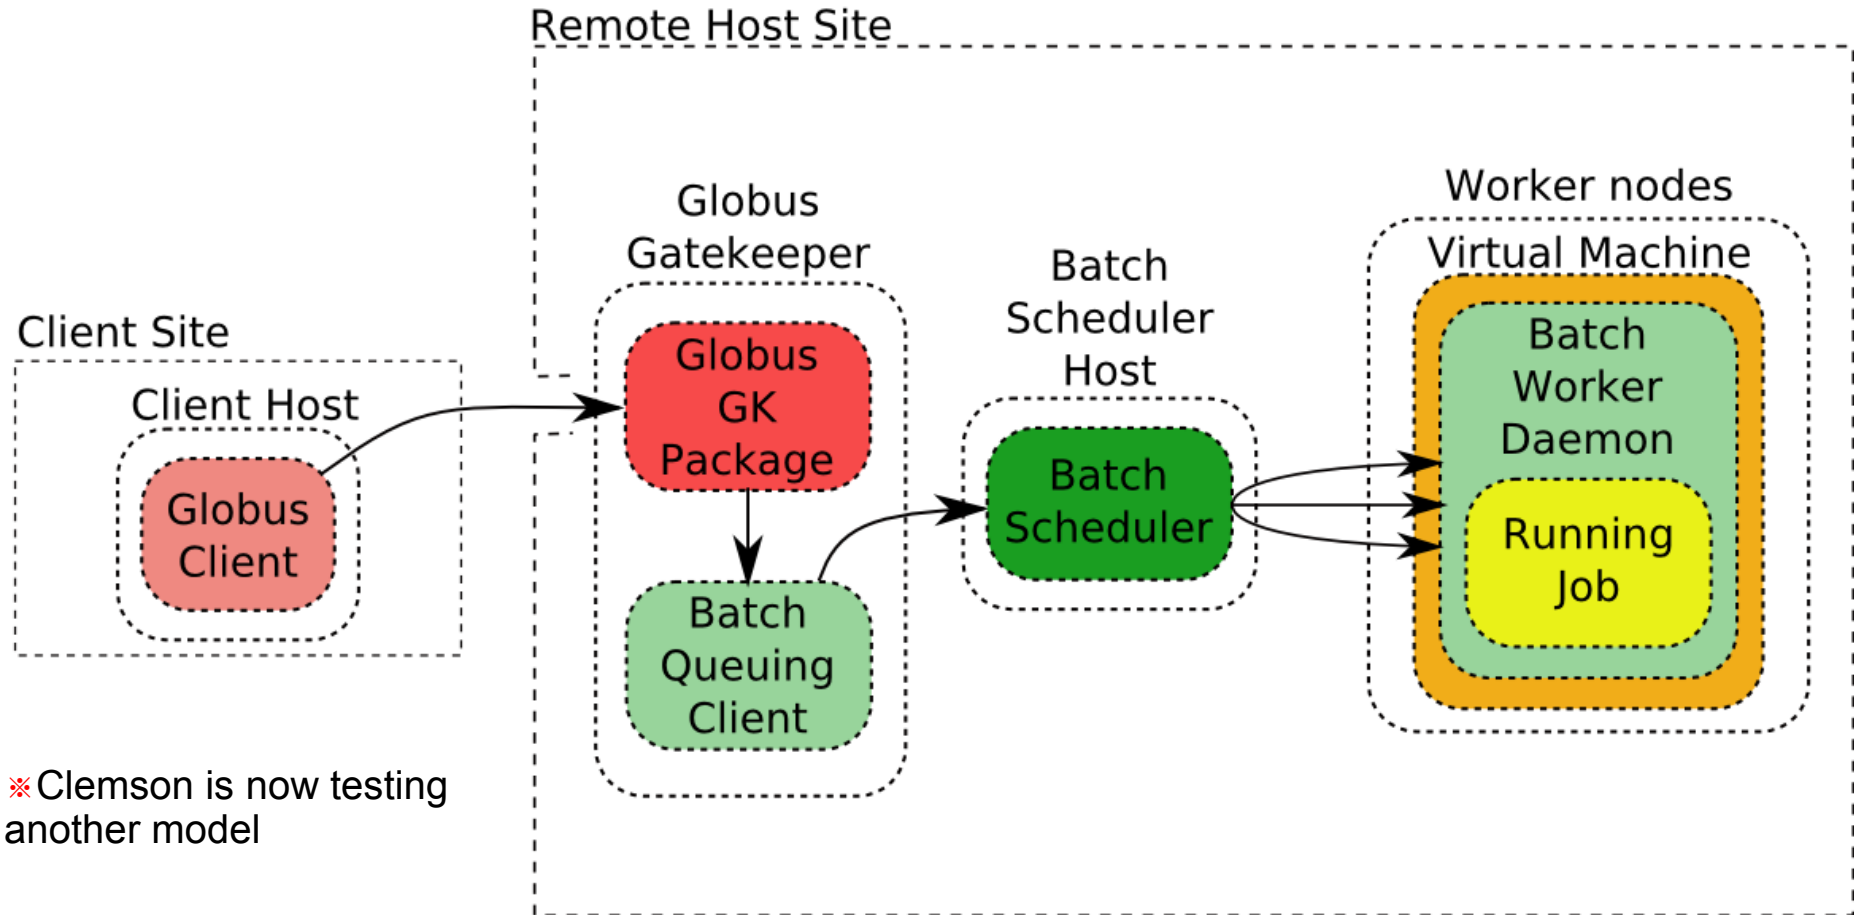 Remote Host Site
Client Site
Client Host
Globus
Client
Globus
Gatekeeper
Globus
GK
Package
Batch
Queuing
Client
Batch
Scheduler
Host
Batch
Scheduler
Worker nodes
Virtual Machine
Batch
Worker
Daemon
Running
Job
※Clemson is now testing
another model